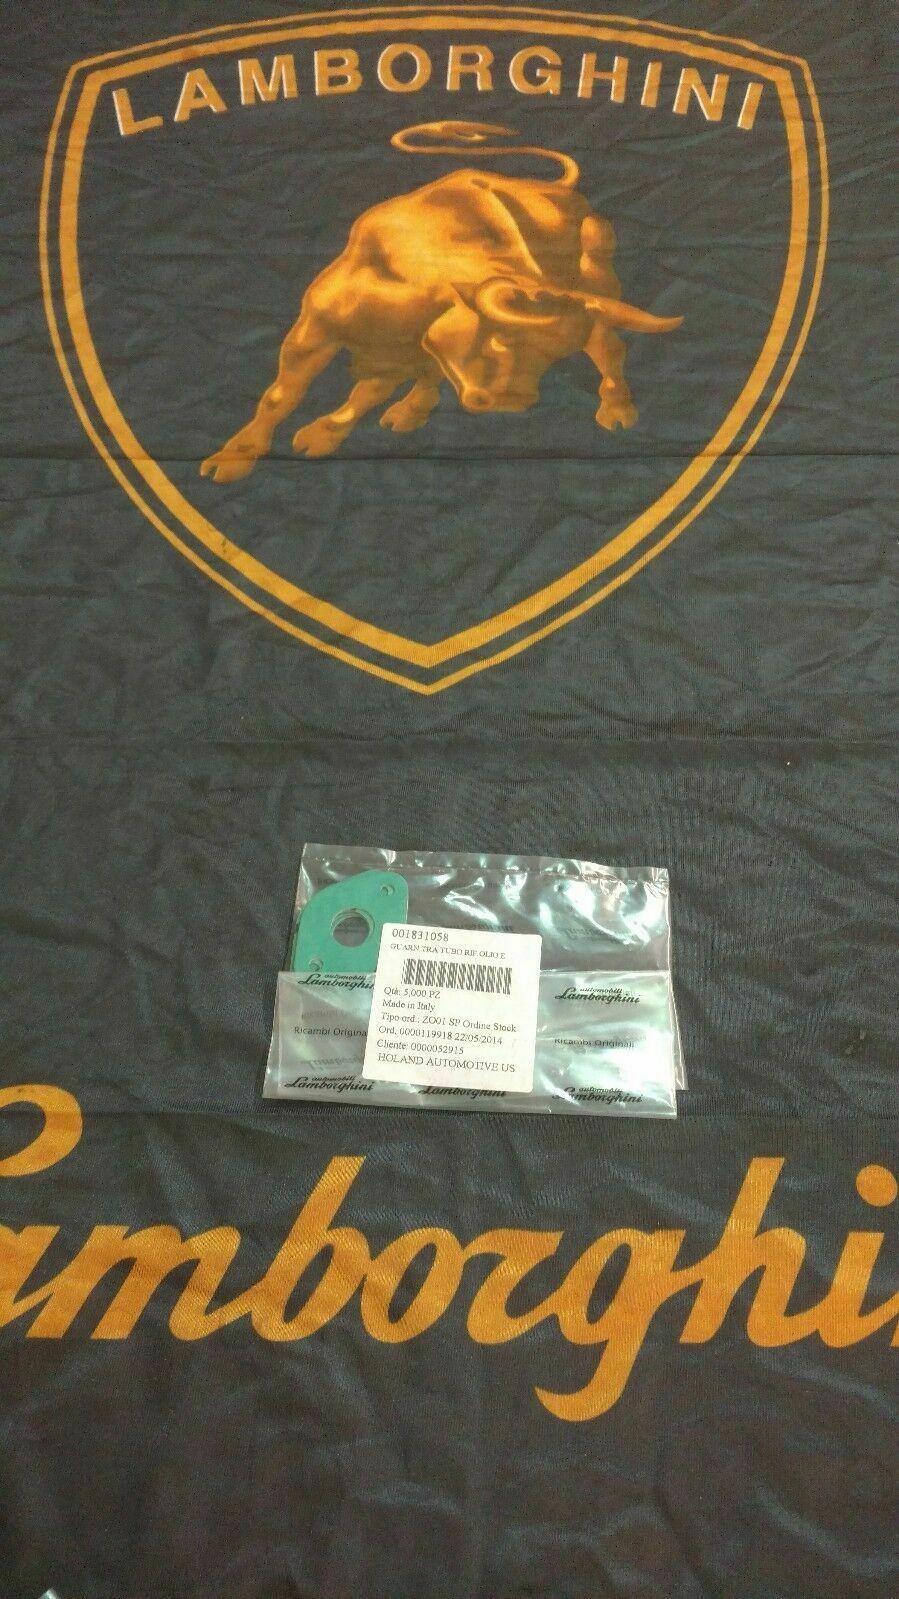 LAMBORGHINI
001831058
GUARN TRA TUBO RIF. OLIO E
Qtà: 5,000 PZ
Made in Italy
Tipo ord.: ZO01 SP Ordine Stock
Ord. 0000119918 22/05/2014
Cliente: 0000052915
HOLAND AUTOMOTIVE US
automobili
Lamborghini
Ricambi Originali
automobili
Lamborghini
automobili
Lamborghini
Ricambi Originali
automobili
Lamborghini
Lamborghini
Lamborghini